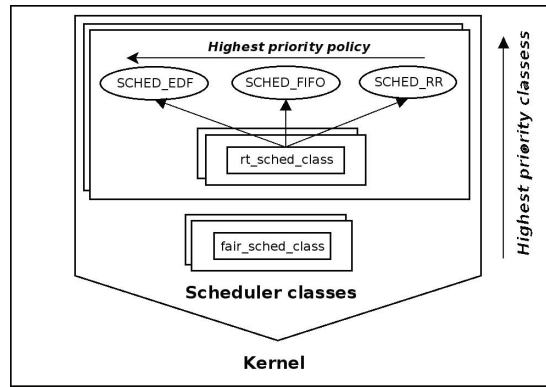 Highest priority policy
SCHED_EDF
SCHED_FIFO
SCHED_RR
rt_sched_class
fair_sched_class
Scheduler classes
Kernel
Highest priority classess